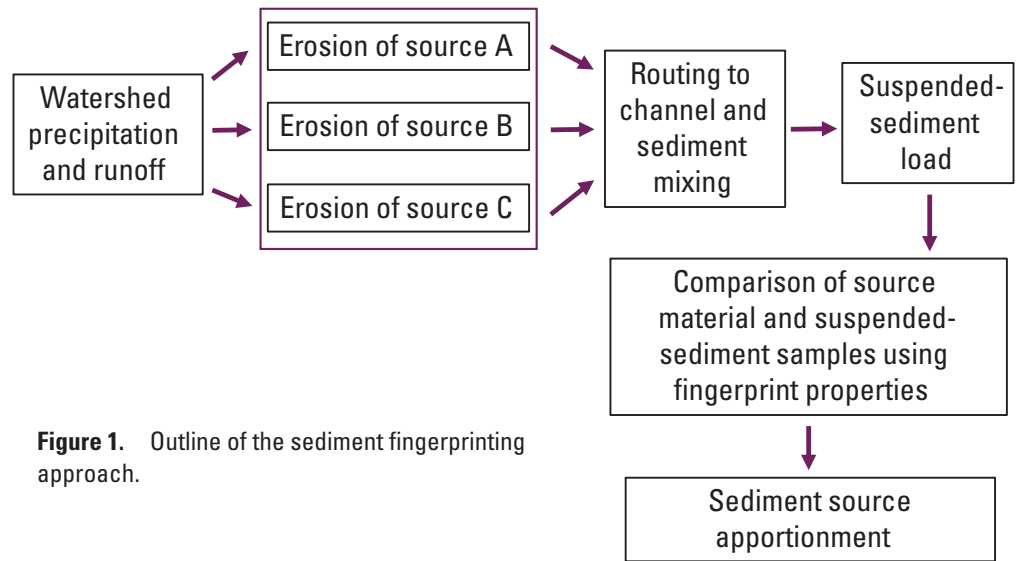 Watershed
precipitation
and runoff
Erosion of source A
Erosion of source B
Erosion of source C
Routing to
channel and
sediment
mixing
Suspended-
sediment
load
Comparison of source
material and suspended-
sediment samples using
fingerprint properties
Sediment source
apportionment
Figure 1. Outline of the sediment fingerprinting
approach.